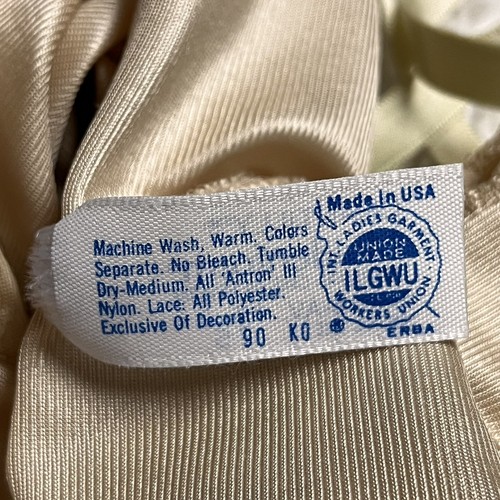 Machine Wash, Warm, Colors
Separate. No Bleach. Tumble
Dry-Medium. All 'Antron' III
Nylon. Lace: All Polyester.
Exclusive Of Decoration.
90 KO
Made in USA
INT. LADIES GARMENT
WORKERS UNION
UNION
MADE
ILGWU
ERBA